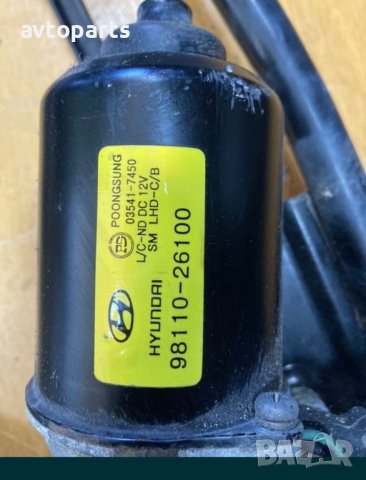 avtoparts
POONGSUNG
03541-7450
L/C-ND DC 12V
SM LHD-C/B
HYUNDAI
98110-26100
BAZAR